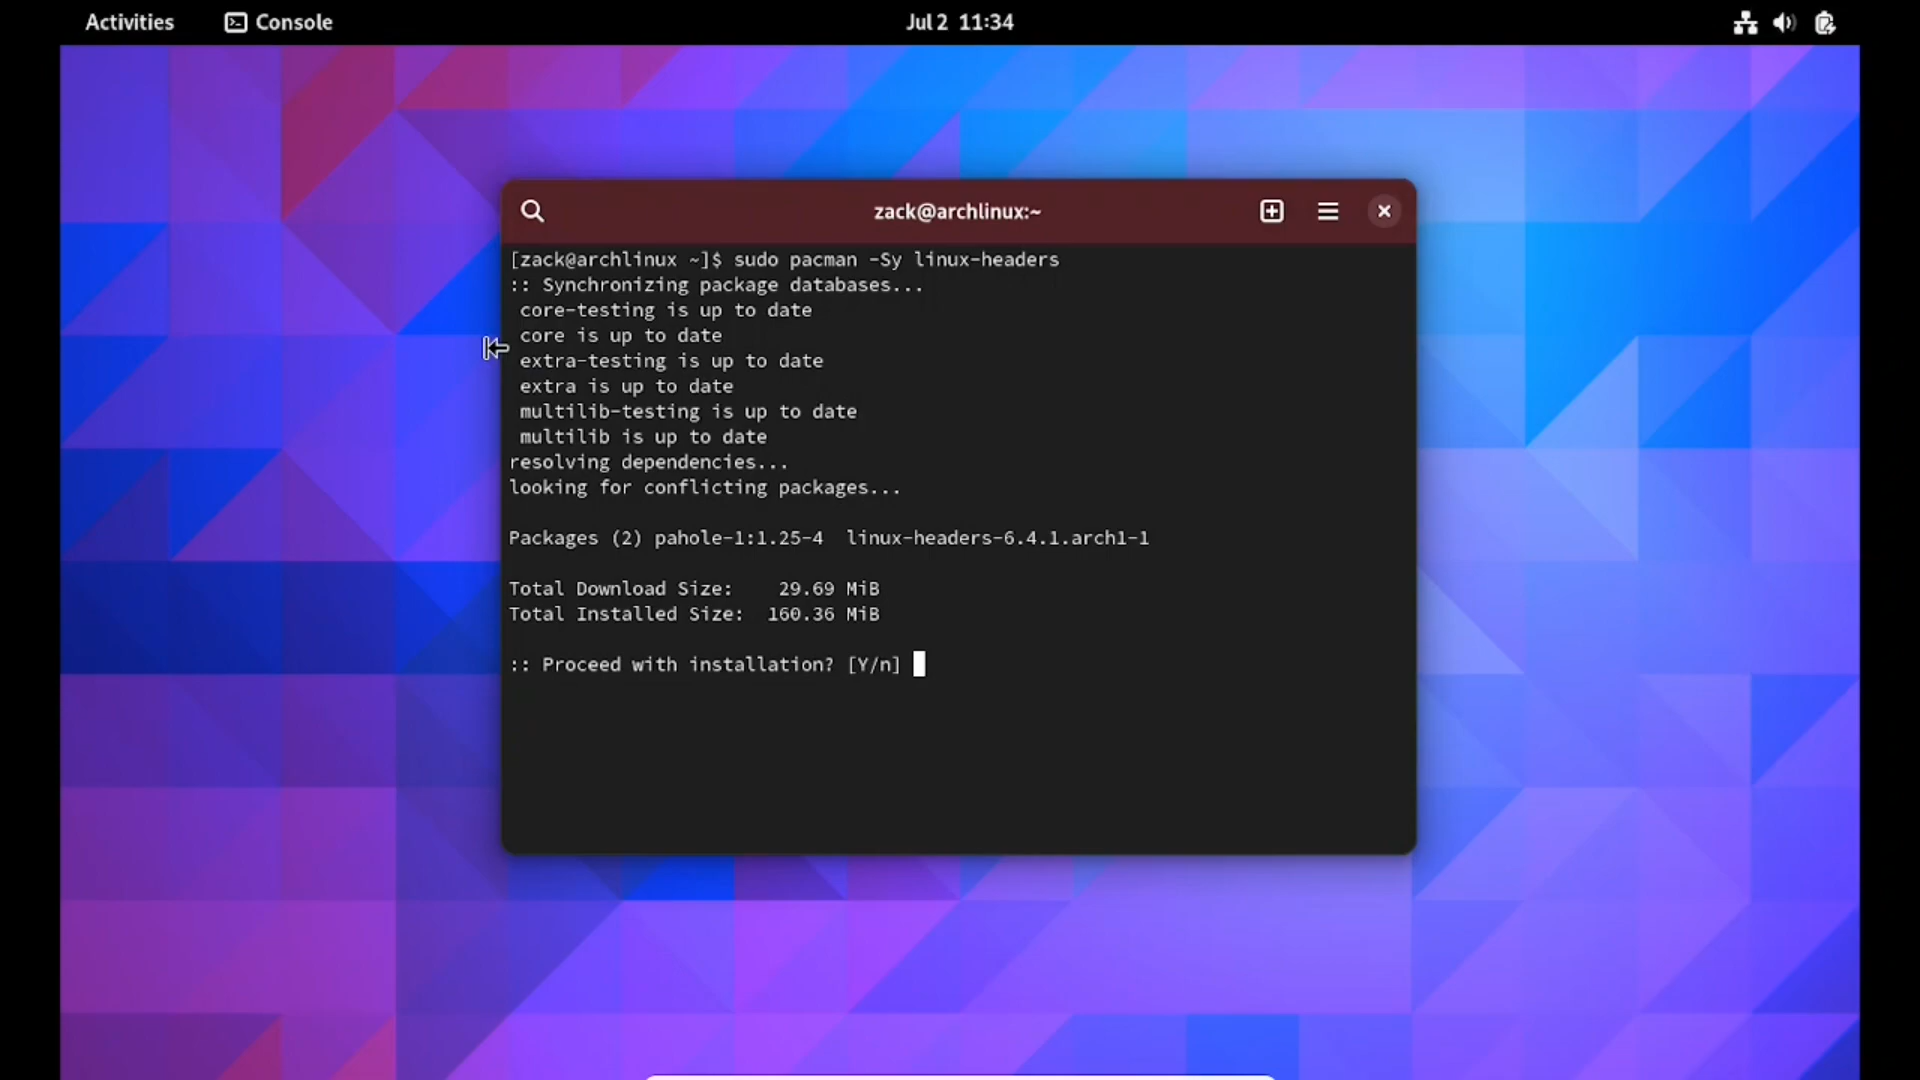 Activities Console Jul 2 11:34
zack@archlinux:~
[zack@archlinux ~]$ sudo pacman -Sy linux-headers
:: Synchronizing package databases...
core-testing is up to date
core is up to date
extra-testing is up to date
extra is up to date
multilib-testing is up to date
multilib is up to date
resolving dependencies...
looking for conflicting packages...
Packages (2) pahole-1:1.25-4  linux-headers-6.4.1.arch1-1
Total Download Size:    29.69 MiB
Total Installed Size:  160.36 MiB
:: Proceed with installation? [Y/n]